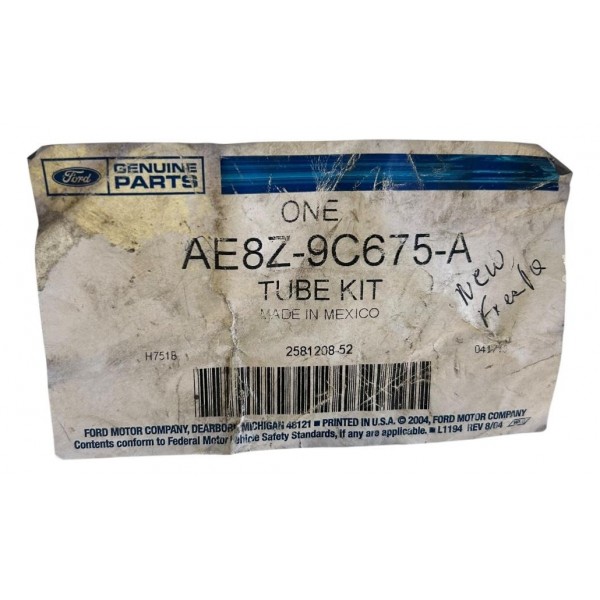 Ford
GENUINE
PARTS
ONE
AE8Z-9C675-A
TUBE KIT
MADE IN MEXICO
New
H7516
2581208-52
FORD MOTOR COMPANY, DEARBORN, MICHIGAN 48121 ■ PRINTED IN U.S.A. © 2004, FORD MOTOR COMPANY
Contents conform to Federal Motor Vehicle Safety Standards, if any are applicable. ■ L1194 REV 8/04